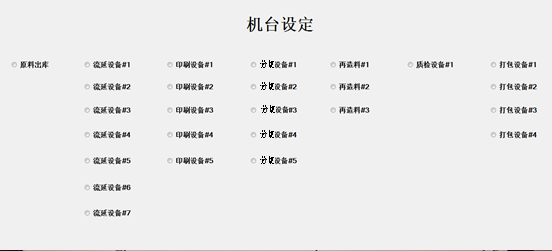 机台设定
原料出库 流延设备#1 印刷设备#1 分切设备#1 再造料#1 质检设备#1 打包设备#1
流延设备#2 印刷设备#2 分切设备#2 再造料#2 打包设备#2
流延设备#3 印刷设备#3 分切设备#3 再造料#3 打包设备#3
流延设备#4 印刷设备#4 分切设备#4 打包设备#4
流延设备#5 印刷设备#5 分切设备#5
流延设备#6
流延设备#7